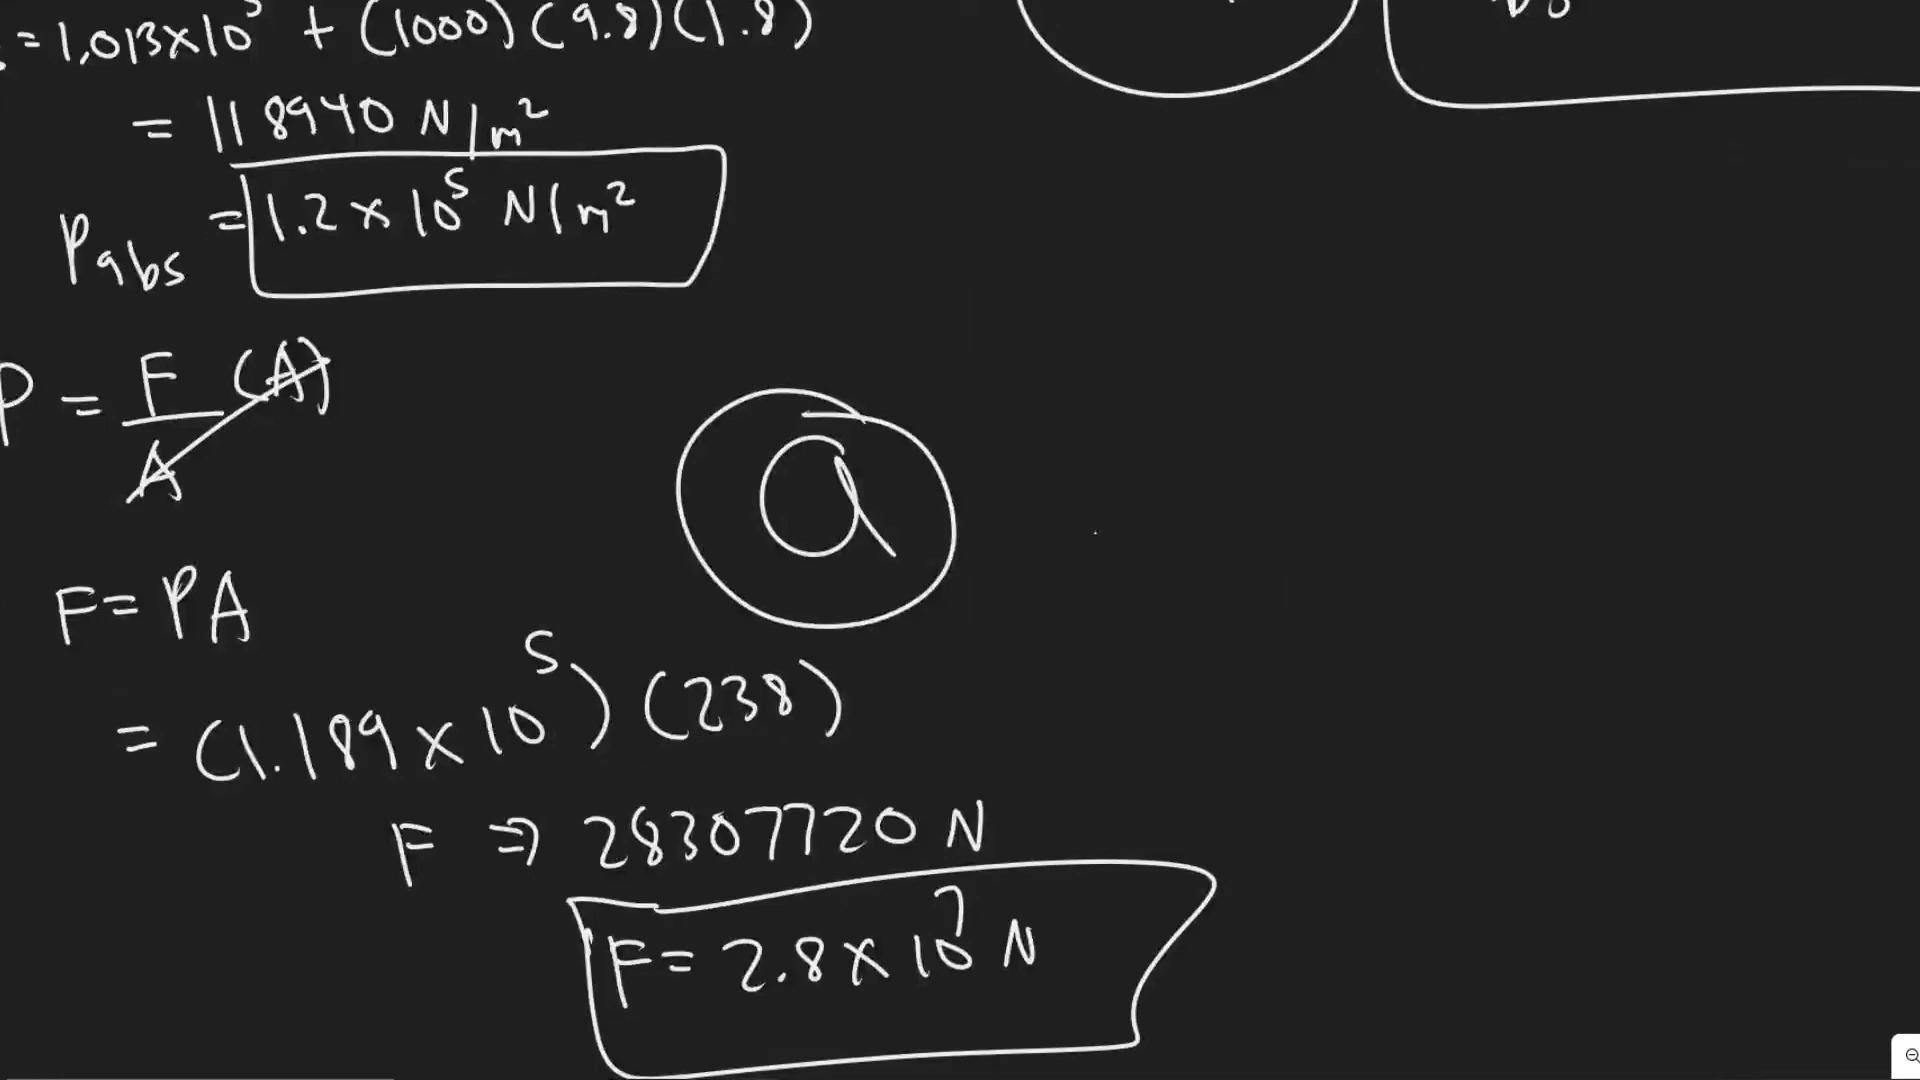 = 1.013x10⁵ + (1000)(9.8)(1.8)
= 118940 N/m²
Pabs = 1.2 x 10⁵ N/m²
P = F/A (A)
a
F = PA
= (1.189 x 10⁵)(238)
F ⇒ 28307720 N
F = 2.8 x 10⁷ N